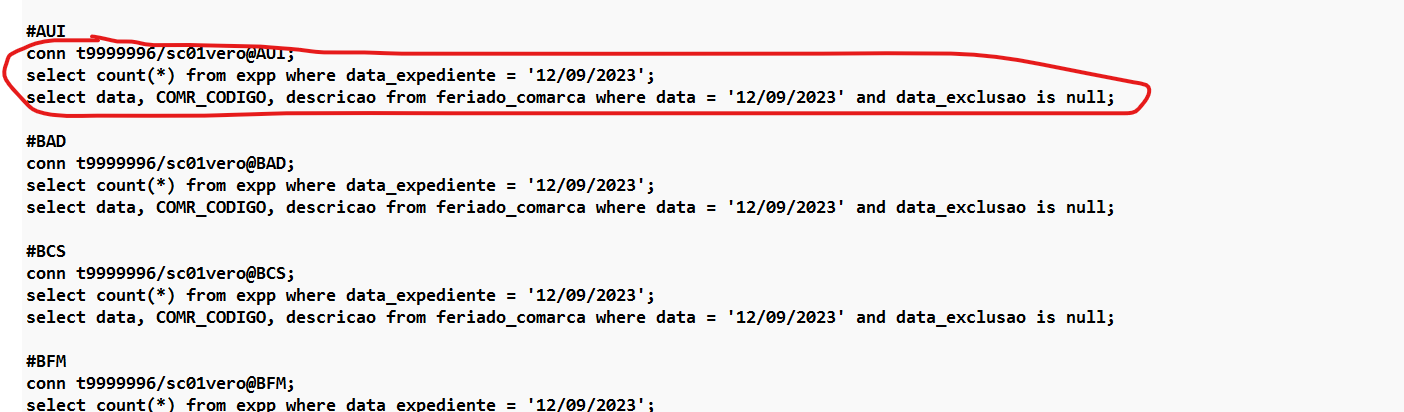 #AUI
conn t9999996/sc01vero@AUI;
select count(*) from expp where data_expediente = '12/09/2023';
select data, COMR_CODIGO, descricao from feriado_comarca where data = '12/09/2023' and data_exclusao is null;
#BAD
conn t9999996/sc01vero@BAD;
select count(*) from expp where data_expediente = '12/09/2023';
select data, COMR_CODIGO, descricao from feriado_comarca where data = '12/09/2023' and data_exclusao is null;
#BCS
conn t9999996/sc01vero@BCS;
select count(*) from expp where data_expediente = '12/09/2023';
select data, COMR_CODIGO, descricao from feriado_comarca where data = '12/09/2023' and data_exclusao is null;
#BFM
conn t9999996/sc01vero@BFM;
select count(*) from expp where data_expediente = '12/09/2023';